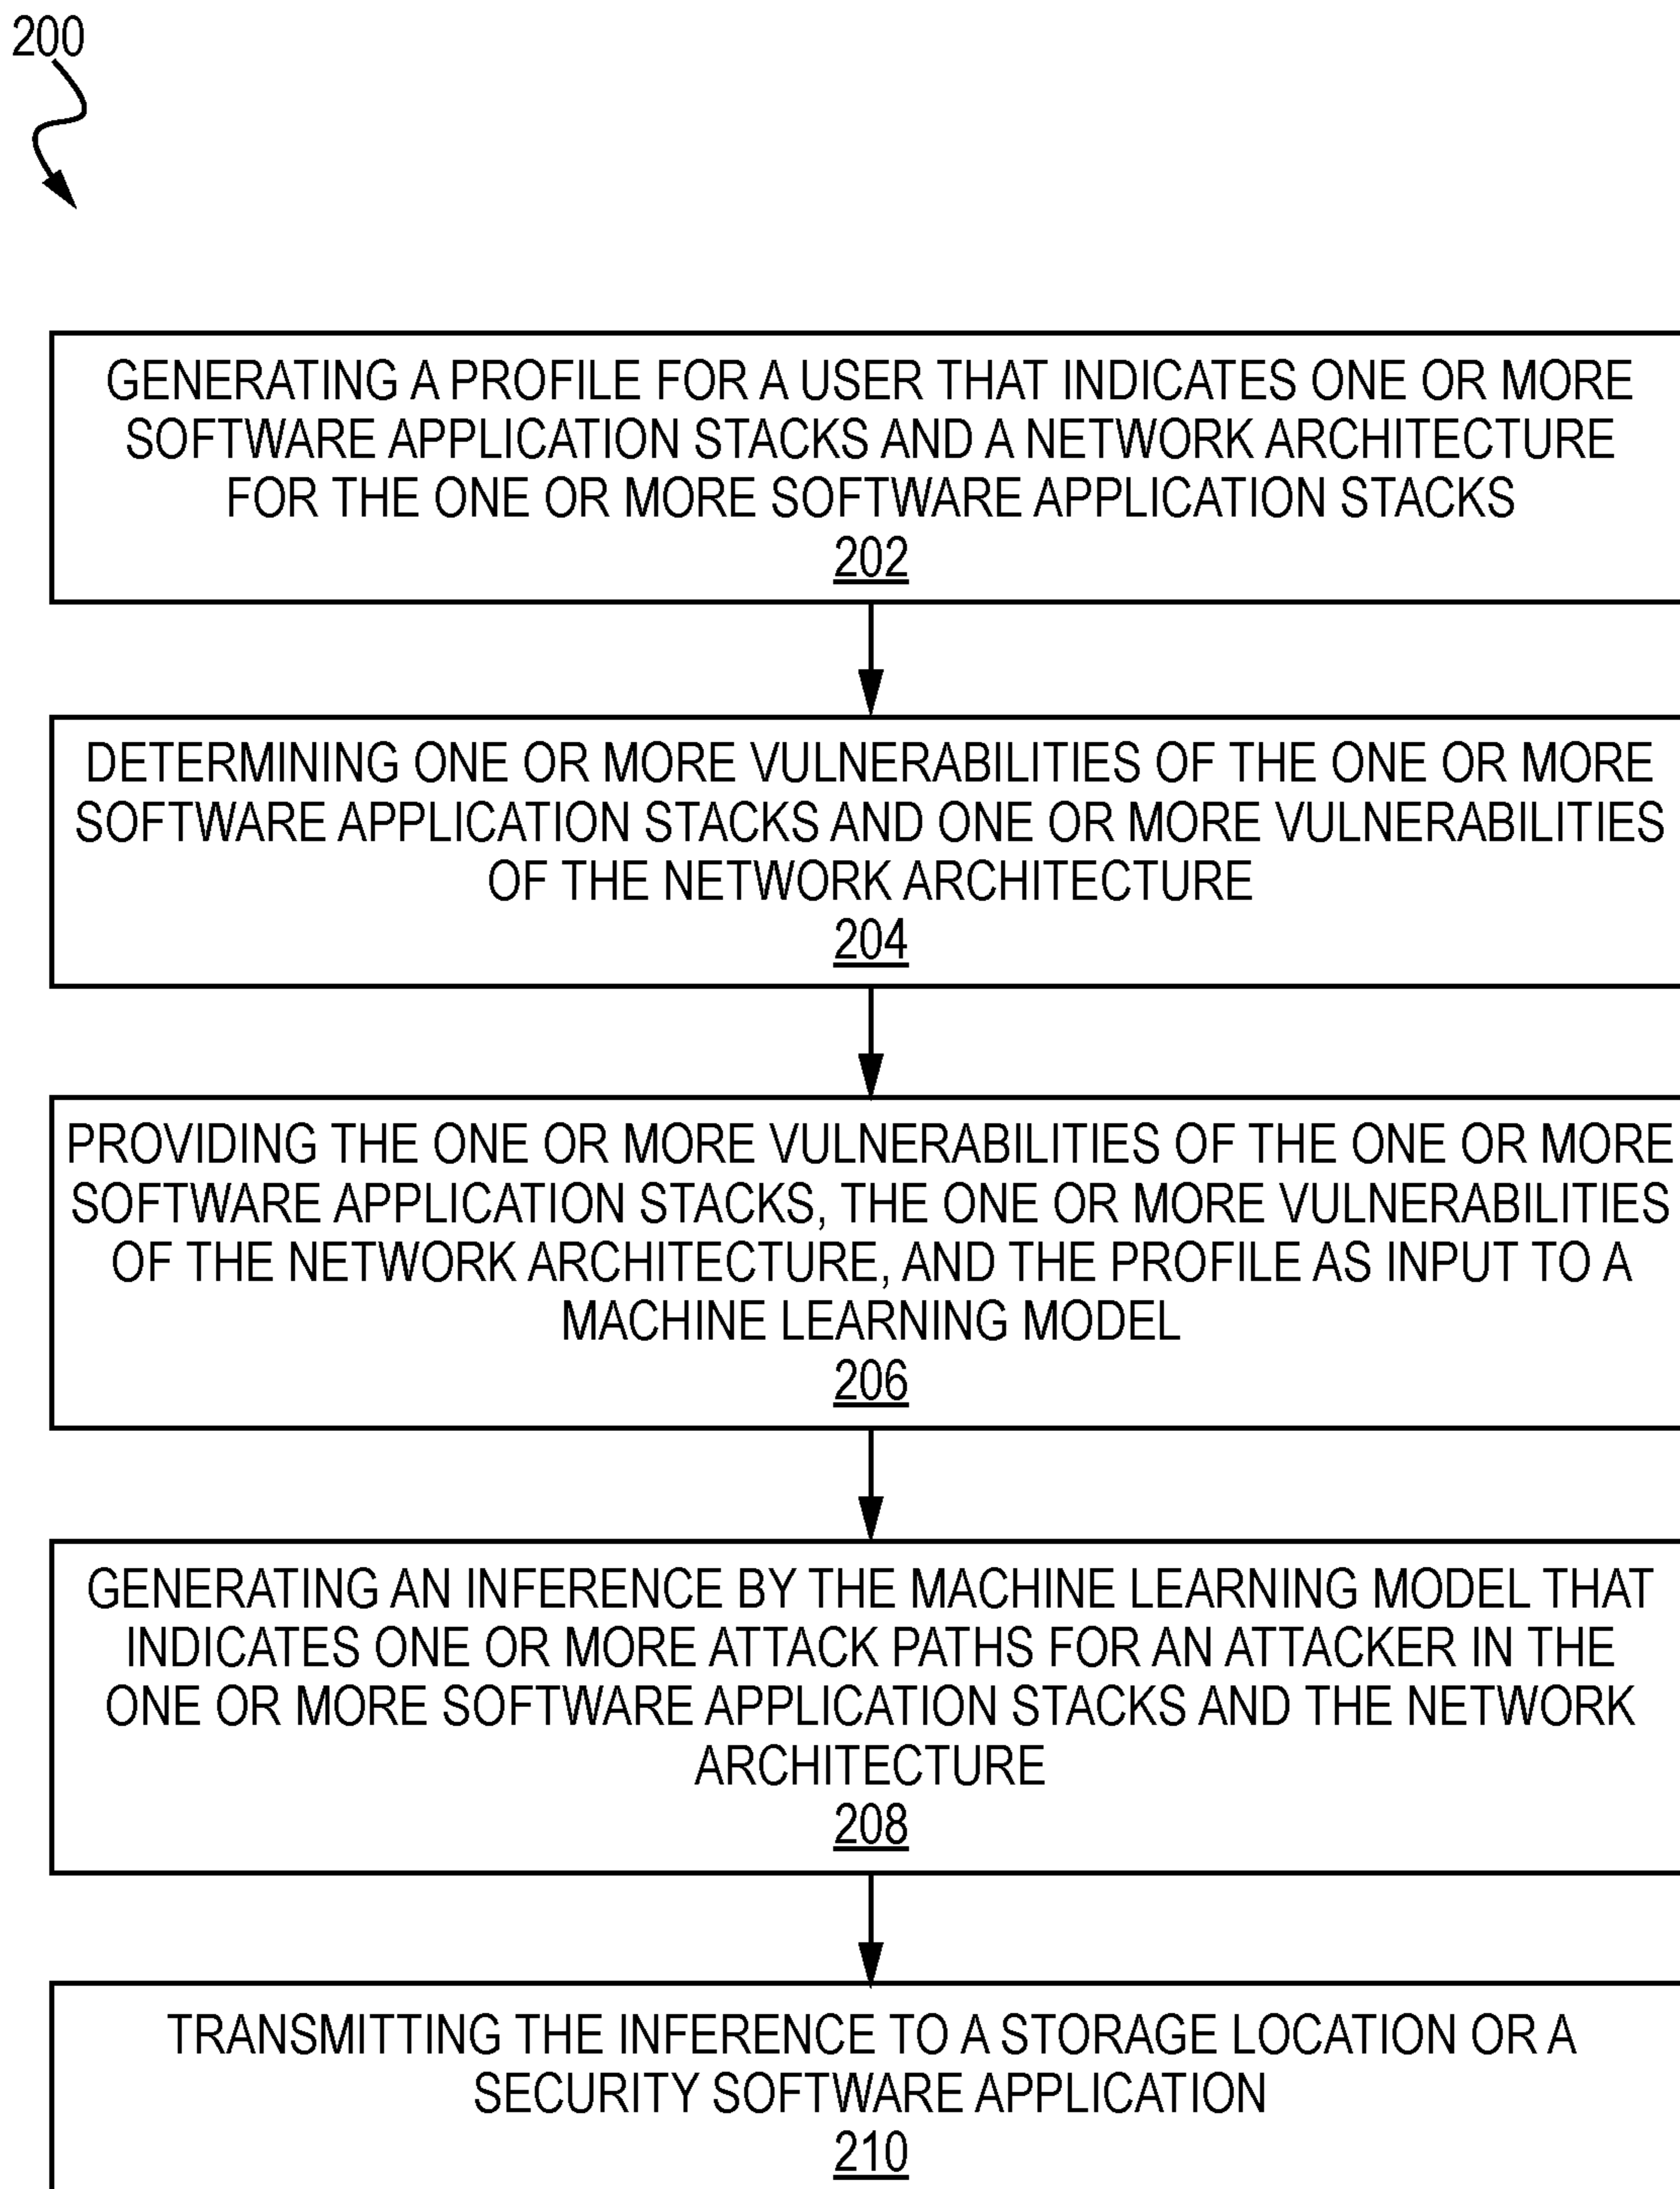 200
GENERATING A PROFILE FOR A USER THAT INDICATES ONE OR MORE
SOFTWARE APPLICATION STACKS AND A NETWORK ARCHITECTURE
FOR THE ONE OR MORE SOFTWARE APPLICATION STACKS
202
DETERMINING ONE OR MORE VULNERABILITIES OF THE ONE OR MORE
SOFTWARE APPLICATION STACKS AND ONE OR MORE VULNERABILITIES
OF THE NETWORK ARCHITECTURE
204
PROVIDING THE ONE OR MORE VULNERABILITIES OF THE ONE OR MORE
SOFTWARE APPLICATION STACKS, THE ONE OR MORE VULNERABILITIES
OF THE NETWORK ARCHITECTURE, AND THE PROFILE AS INPUT TO A
MACHINE LEARNING MODEL
206
GENERATING AN INFERENCE BY THE MACHINE LEARNING MODEL THAT
INDICATES ONE OR MORE ATTACK PATHS FOR AN ATTACKER IN THE
ONE OR MORE SOFTWARE APPLICATION STACKS AND THE NETWORK
ARCHITECTURE
208
TRANSMITTING THE INFERENCE TO A STORAGE LOCATION OR A
SECURITY SOFTWARE APPLICATION
210